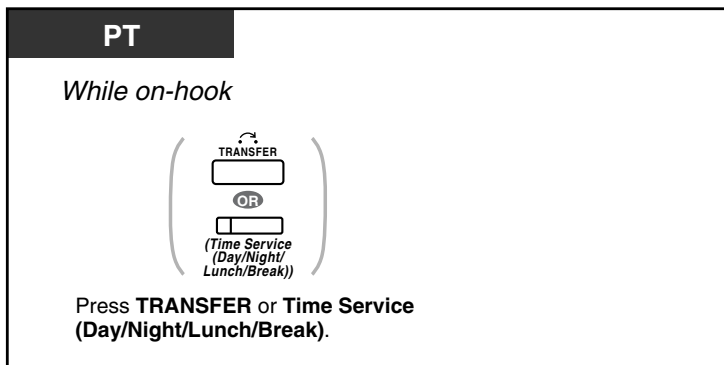 PT
While on-hook
TRANSFER
OR
(Time Service
(Day/Night/
Lunch/Break))
Press TRANSFER or Time Service
(Day/Night/Lunch/Break).